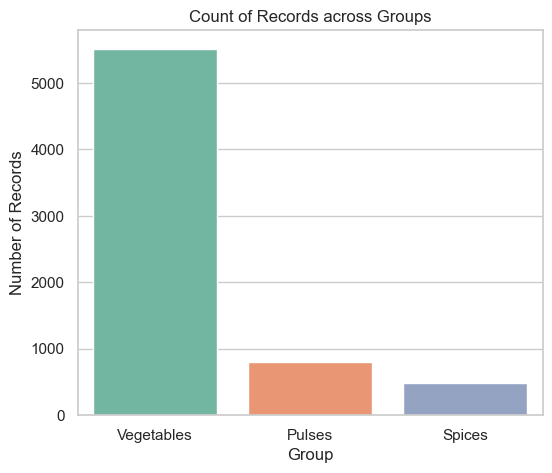 Count of Records across Groups
Number of Records
5000
4000
3000
2000
1000
0
Vegetables Pulses Spices
Group